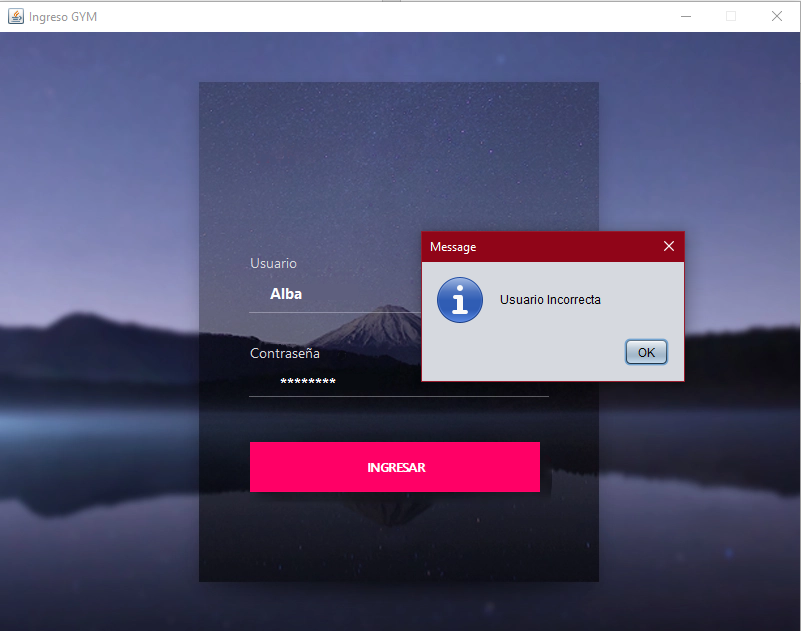 Ingreso GYM
Usuario
Alba
Contraseña
********
INGRESAR
Message
Usuario Incorrecta
OK